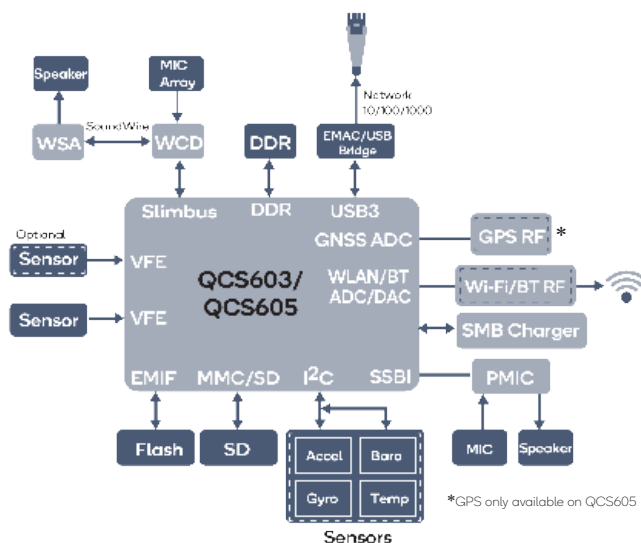 Speaker
MIC
Array
Network
10/100/1000
WSA
SoundWire
WCD
DDR
EMAC/USB
Bridge
Slimbus
DDR
USB3
Optional
Sensor
VFE
GNSS ADC
GPS RF
*
QCS603/
QCS605
WLAN/BT
ADC/DAC
Wi-Fi/BT RF
Sensor
VFE
SMB Charger
EMIF
MMC/SD
I²C
SSBI
PMIC
Flash
SD
Accel
Baro
Gyro
Temp
MIC
Speaker
Sensors
*GPS only available on QCS605